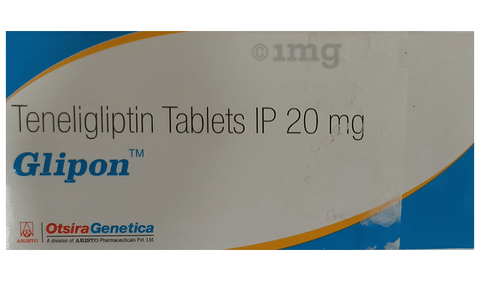 ©1mg
Teneligliptin Tablets IP 20 mg
Glipon™
ARISTO
OtsiraGenetica
A division of ARISTO Pharmaceuticals Pvt. Ltd.